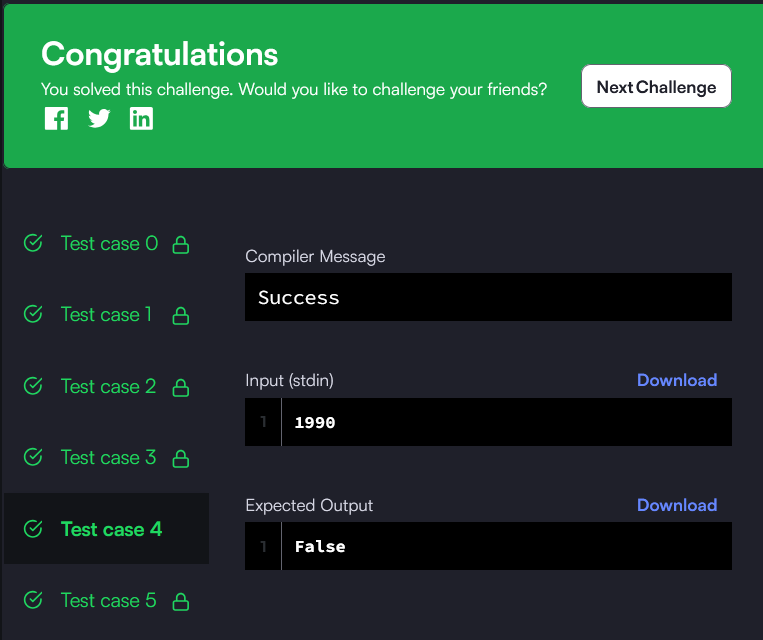 Congratulations
You solved this challenge. Would you like to challenge your friends?
Next Challenge
Test case 0
Test case 1
Test case 2
Test case 3
Test case 4
Test case 5
Compiler Message
Success
Input (stdin)
Download
1 1990
Expected Output
Download
1 False